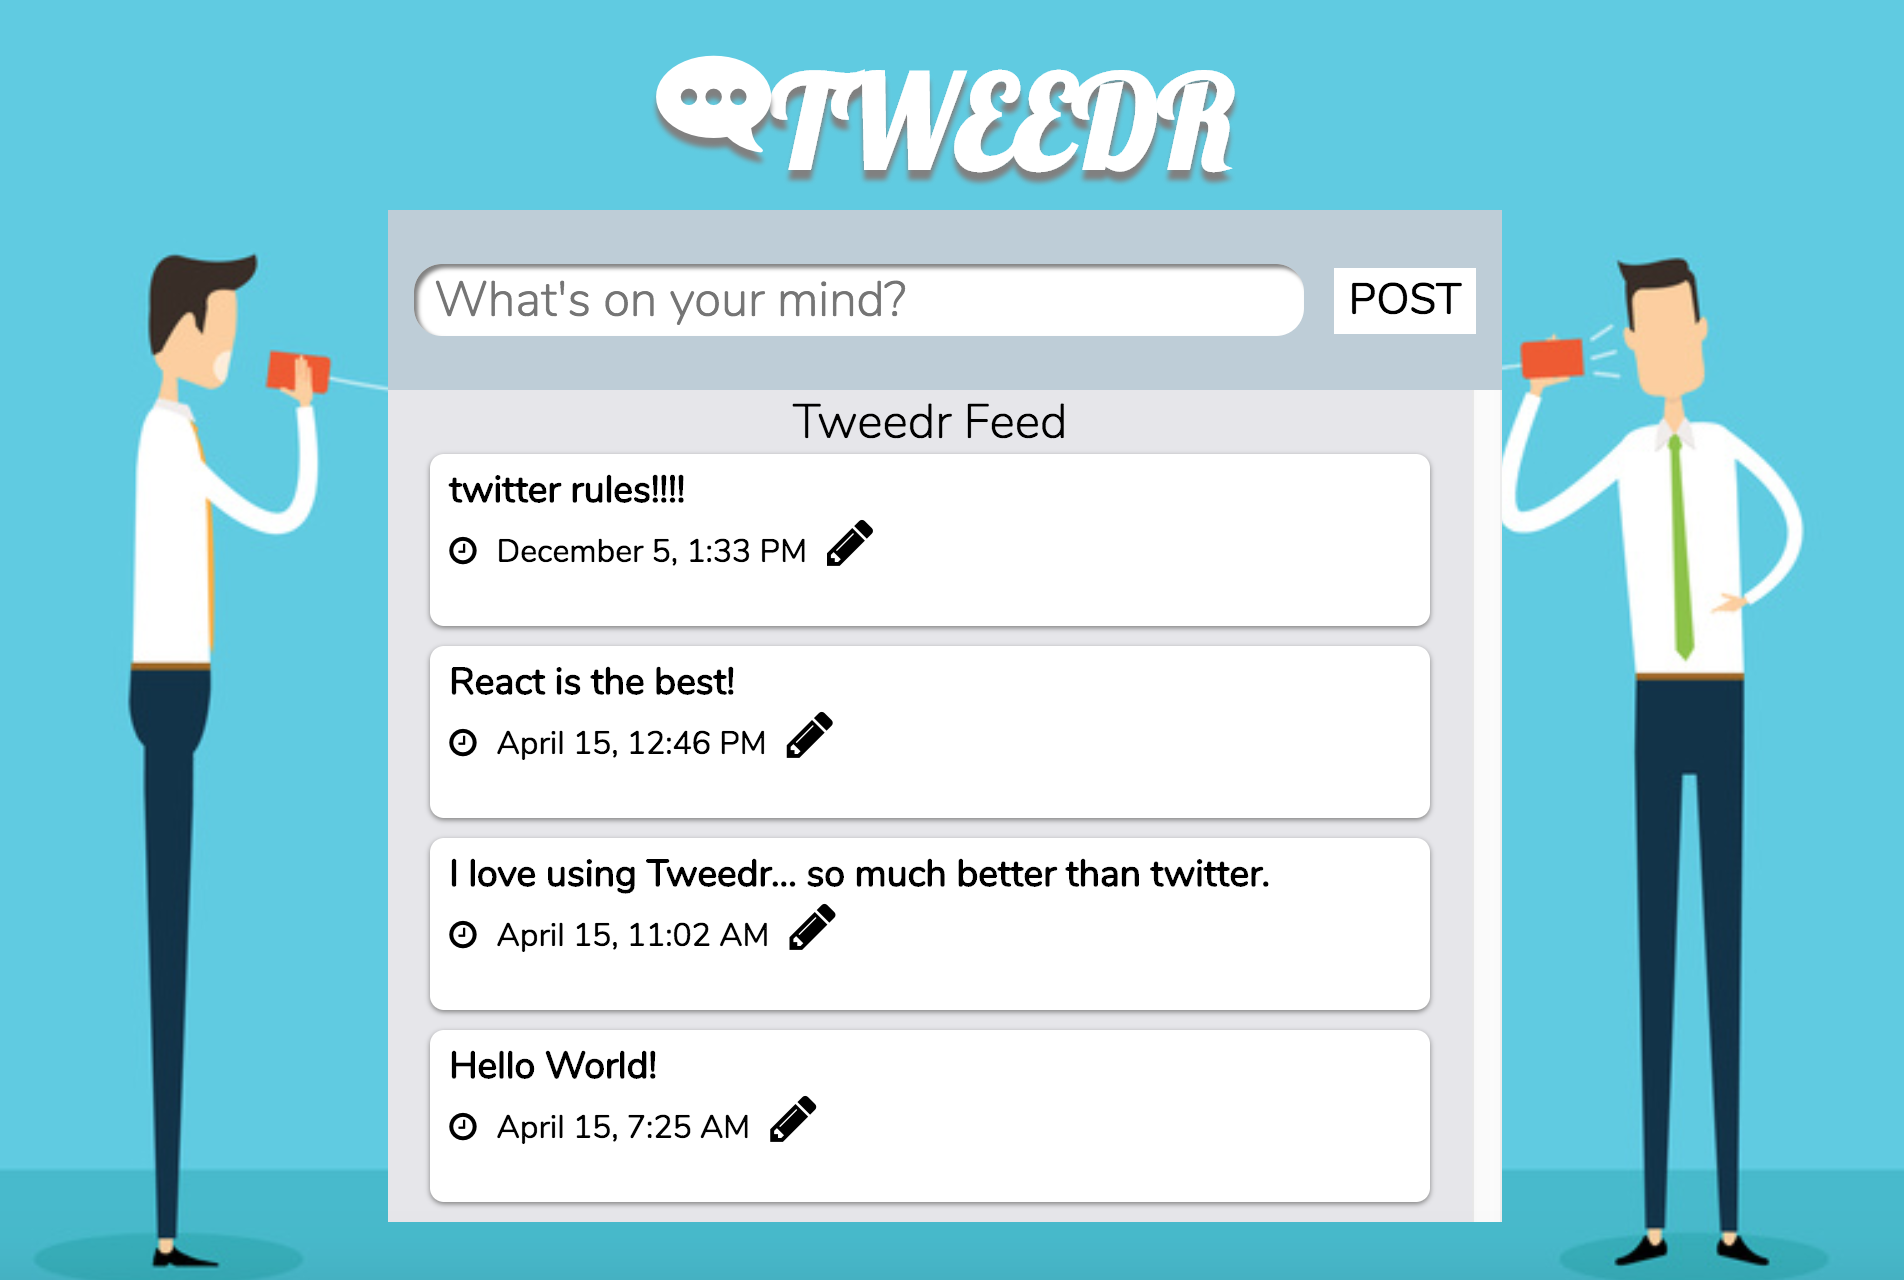 TWEEDR
What's on your mind?
POST
Tweedr Feed
twitter rules!!!!
December 5, 1:33 PM
React is the best!
April 15, 12:46 PM
I love using Tweedr... so much better than twitter.
April 15, 11:02 AM
Hello World!
April 15, 7:25 AM